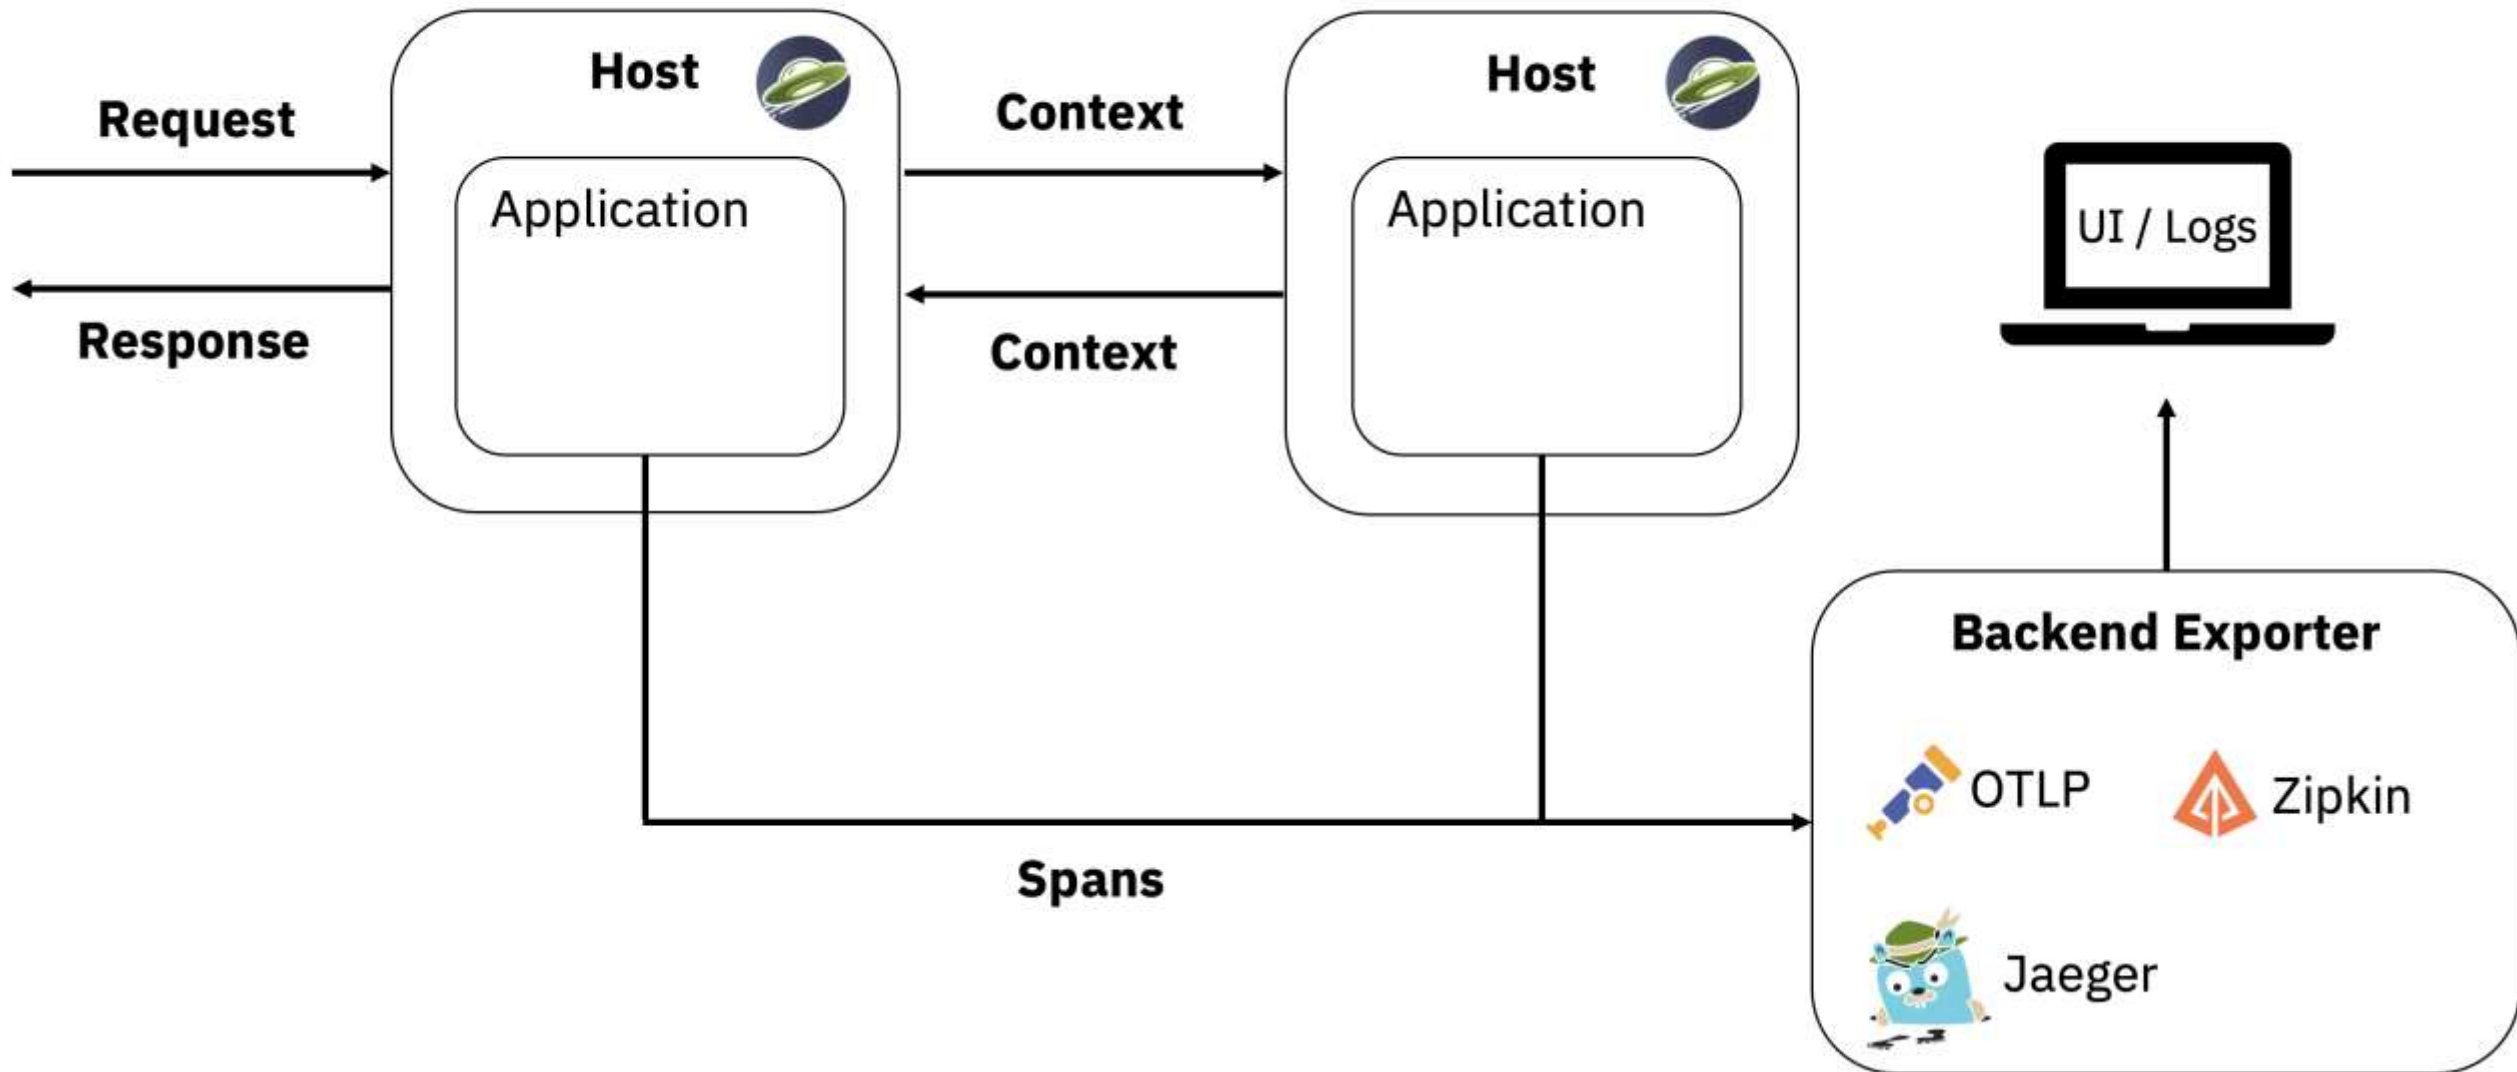 Host
Host
Request
Context
Application
Application
UI / Logs
Response
Context
Backend Exporter
OTLP
Zipkin
Spans
Jaeger